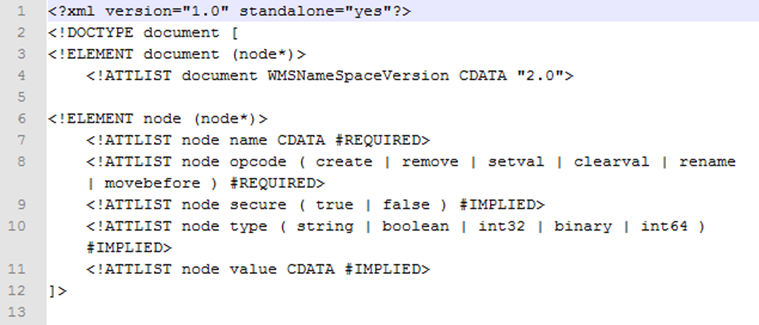 1 <?xml version="1.0" standalone="yes"?>
2 <!DOCTYPE document [
3 <!ELEMENT document (node*)>
4 <!ATTLIST document WMSNameSpaceVersion CDATA "2.0">
5
6 <!ELEMENT node (node*)>
7 <!ATTLIST node name CDATA #REQUIRED>
8 <!ATTLIST node opcode ( create | remove | setval | clearval | rename
| movebefore ) #REQUIRED>
9 <!ATTLIST node secure ( true | false ) #IMPLIED>
10 <!ATTLIST node type ( string | boolean | int32 | binary | int64 )
#IMPLIED>
11 <!ATTLIST node value CDATA #IMPLIED>
12 ]>
13